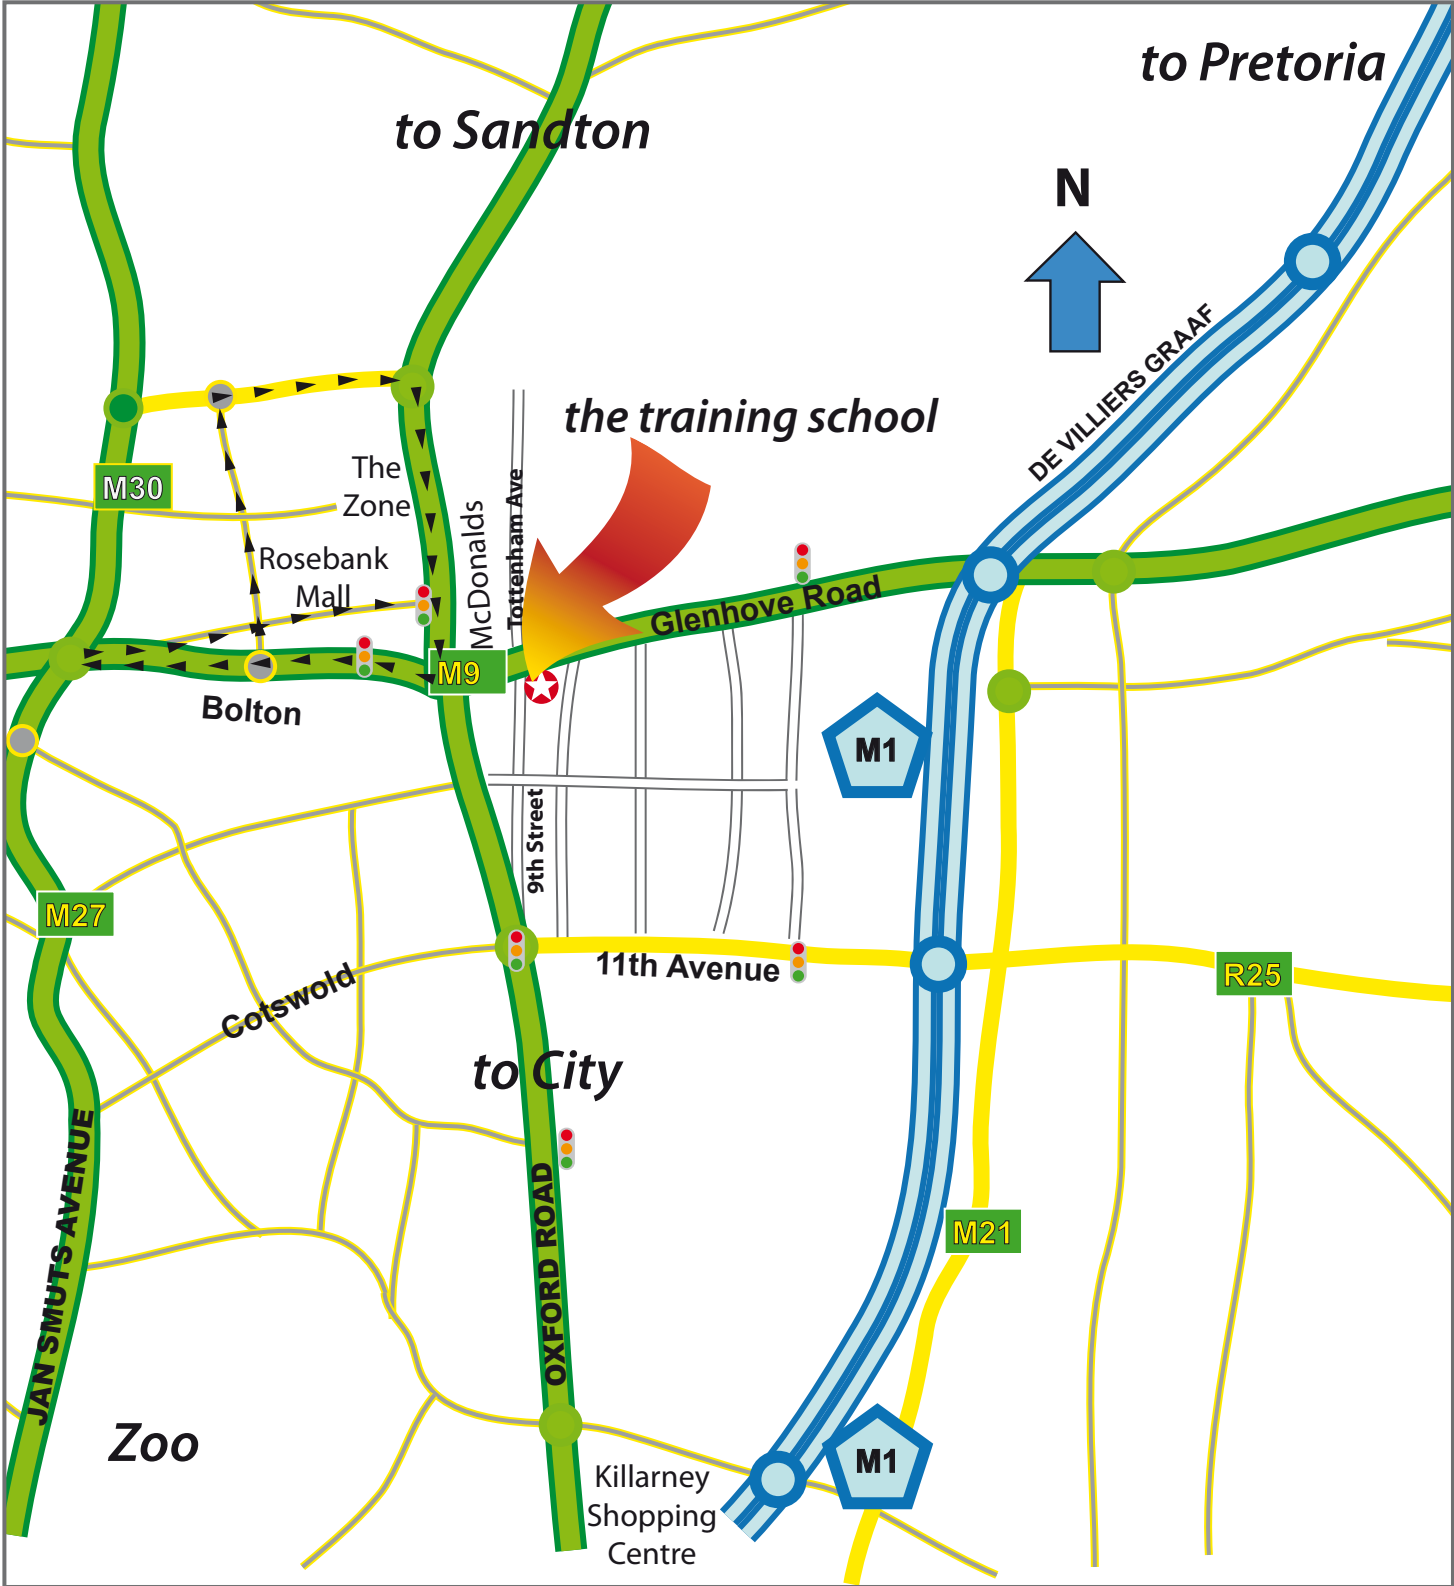 to Pretoria
to Sandton
N
DE VILLIERS GRAAF
the training school
The
Zone
M30
McDonalds
Tottenham Ave
Rosebank
Mall
Glenhove Road
M9
Bolton
M1
9th Street
M27
11th Avenue
R25
Cotswold
to City
JAN SMUTS AVENUE
OXFORD ROAD
M21
Zoo
M1
Killarney
Shopping
Centre